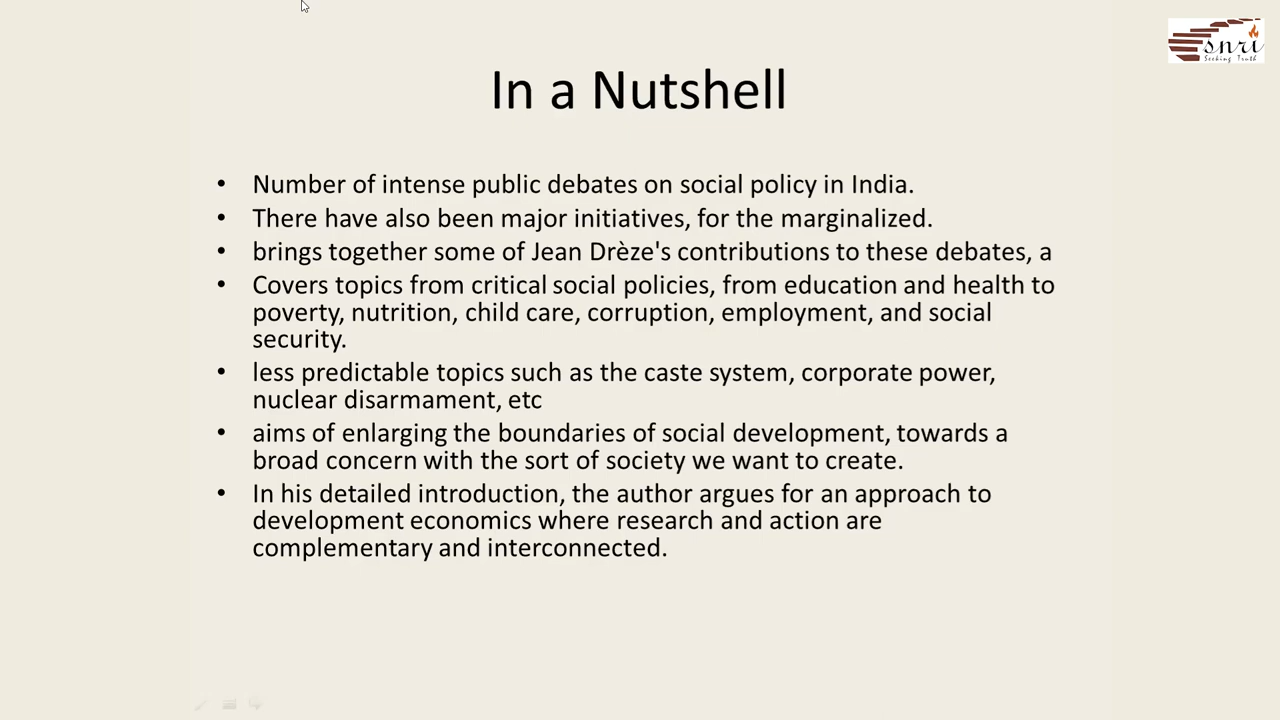 snri
Seeking Truth
In a Nutshell
• Number of intense public debates on social policy in India.
• There have also been major initiatives, for the marginalized.
• brings together some of Jean Drèze's contributions to these debates, a
• Covers topics from critical social policies, from education and health to
poverty, nutrition, child care, corruption, employment, and social
security.
• less predictable topics such as the caste system, corporate power,
nuclear disarmament, etc
• aims of enlarging the boundaries of social development, towards a
broad concern with the sort of society we want to create.
• In his detailed introduction, the author argues for an approach to
development economics where research and action are
complementary and interconnected.